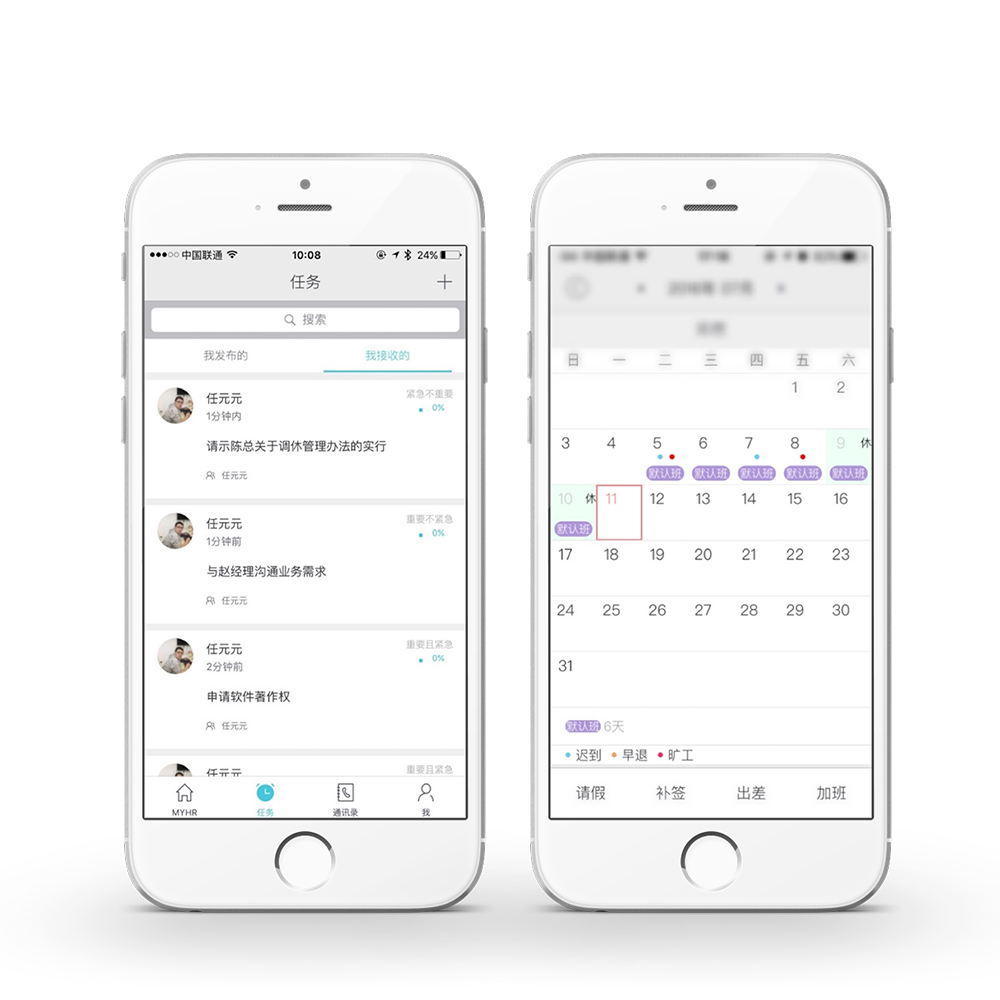 中国联通 10:08 24%
任务
搜索
我发布的 我接收的
任元元 紧急不重要
1分钟内 0%
请示陈总关于调休管理办法的实行
任元元
任元元 重要不紧急
1分钟前 0%
与赵经理沟通业务需求
任元元
任元元 重要且紧急
2分钟前 0%
申请软件著作权
任元元
任元元 重要且紧急
MYHR 任务 通讯录 我
日 一 二 三 四 五 六
1 2
3 4 5 6 7 8 9 休
默认班 默认班 默认班 默认班 默认班
10 休 11 12 13 14 15 16
默认班
17 18 19 20 21 22 23
24 25 26 27 28 29 30
31
默认班 6天
迟到 早退 旷工
请假 补签 出差 加班